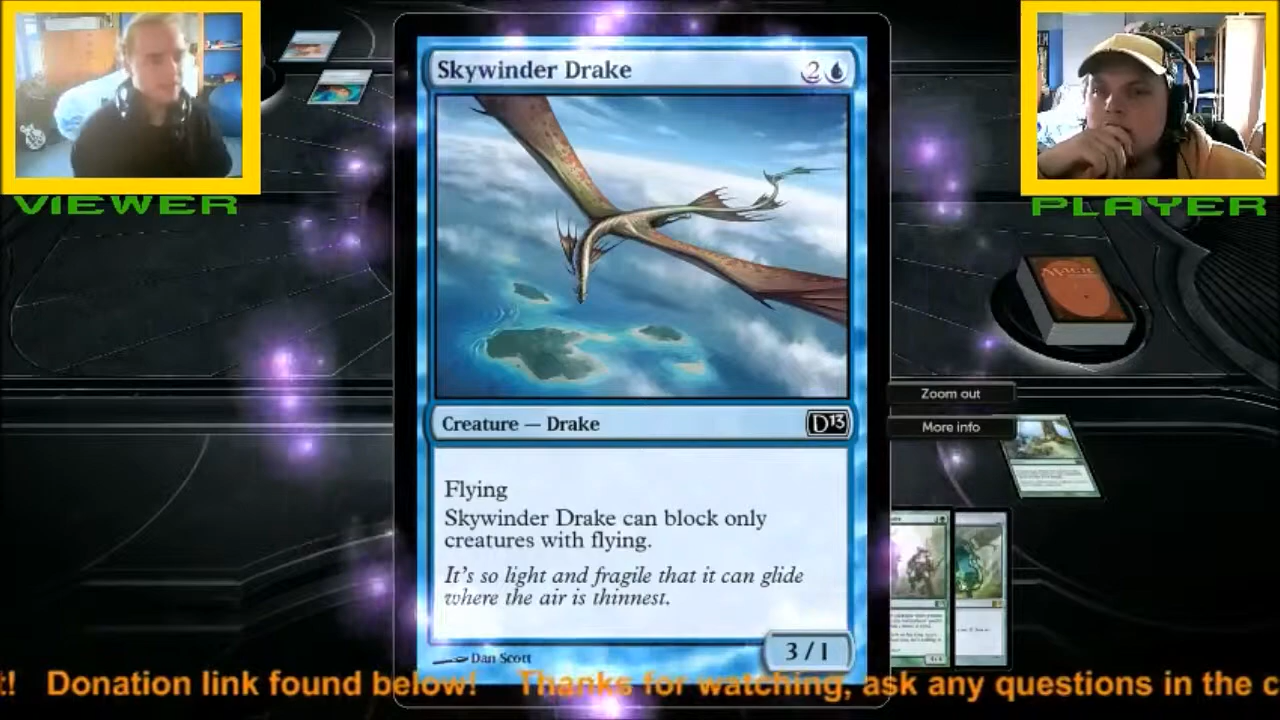 Skywinder Drake 2
VIEWER
PLAYER
MAGIC
Zoom out
More info
Creature — Drake
D13
Flying
Skywinder Drake can block only
creatures with flying.
It's so light and fragile that it can glide
where the air is thinnest.
3 / 1
Dan Scott
t! Donation link found below! Thanks for watching, ask any questions in the c